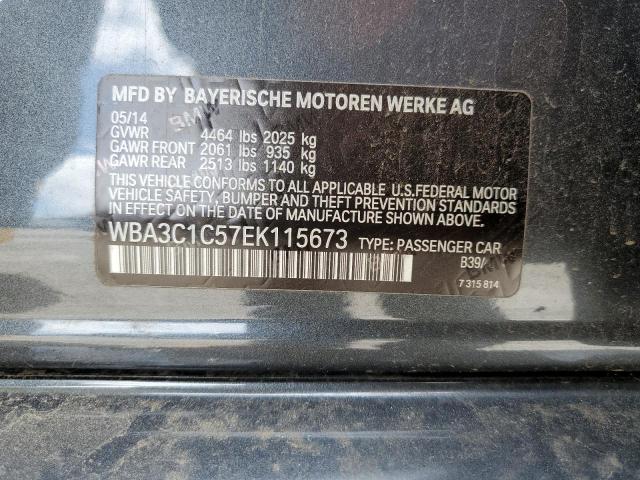 MFD BY BAYERISCHE MOTOREN WERKE AG
05/14
GVWR 4464 lbs 2025 kg
GAWR FRONT 2061 lbs 935 kg
GAWR REAR 2513 lbs 1140 kg
THIS VEHICLE CONFORMS TO ALL APPLICABLE U.S.FEDERAL MOTOR
VEHICLE SAFETY, BUMPER AND THEFT PREVENTION STANDARDS
IN EFFECT ON THE DATE OF MANUFACTURE SHOWN ABOVE.
WBA3C1C57EK115673 TYPE: PASSENGER CAR
B39/
7 315 814